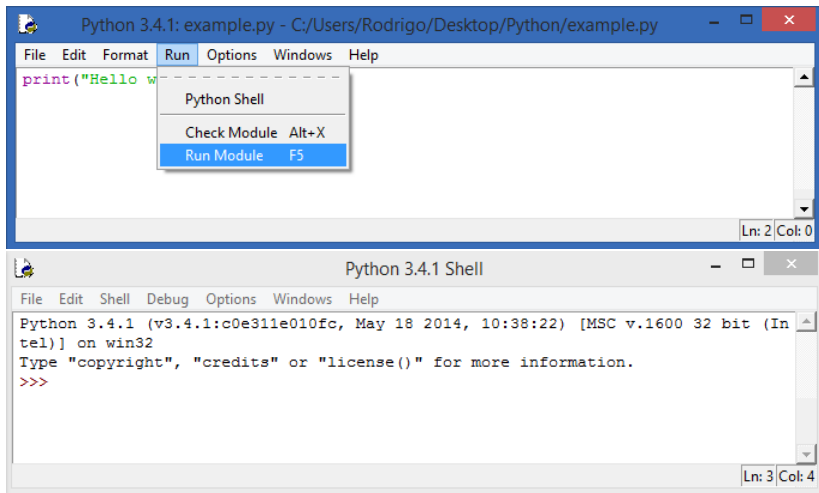 Python 3.4.1: example.py - C:/Users/Rodrigo/Desktop/Python/example.py
File Edit Format Run Options Windows Help
print("Hello w
Python Shell
Check Module Alt+X
Run Module F5
Ln: 2 Col: 0
Python 3.4.1 Shell
File Edit Shell Debug Options Windows Help
Python 3.4.1 (v3.4.1:c0e311e010fc, May 18 2014, 10:38:22) [MSC v.1600 32 bit (In
tel)] on win32
Type "copyright", "credits" or "license()" for more information.
>>>
Ln: 3 Col: 4